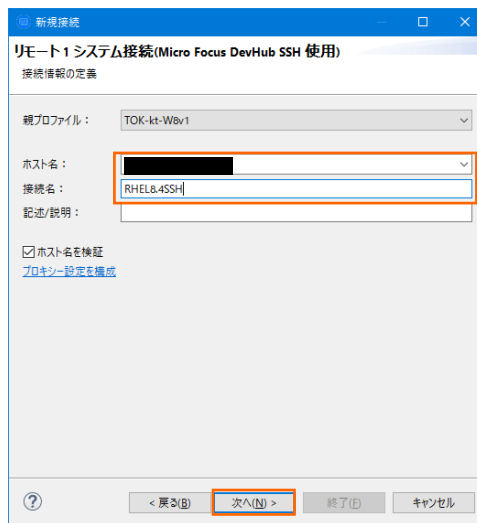 新規接続
リモート1 システム接続(Micro Focus DevHub SSH 使用)
接続情報の定義
親プロファイル： TOK-kt-W8v1
ホスト名：
接続名： RHEL8.4SSH
記述/説明：
ホスト名を検証
プロキシー設定を構成
< 戻る(B) 次へ(N) > 終了(F) キャンセル